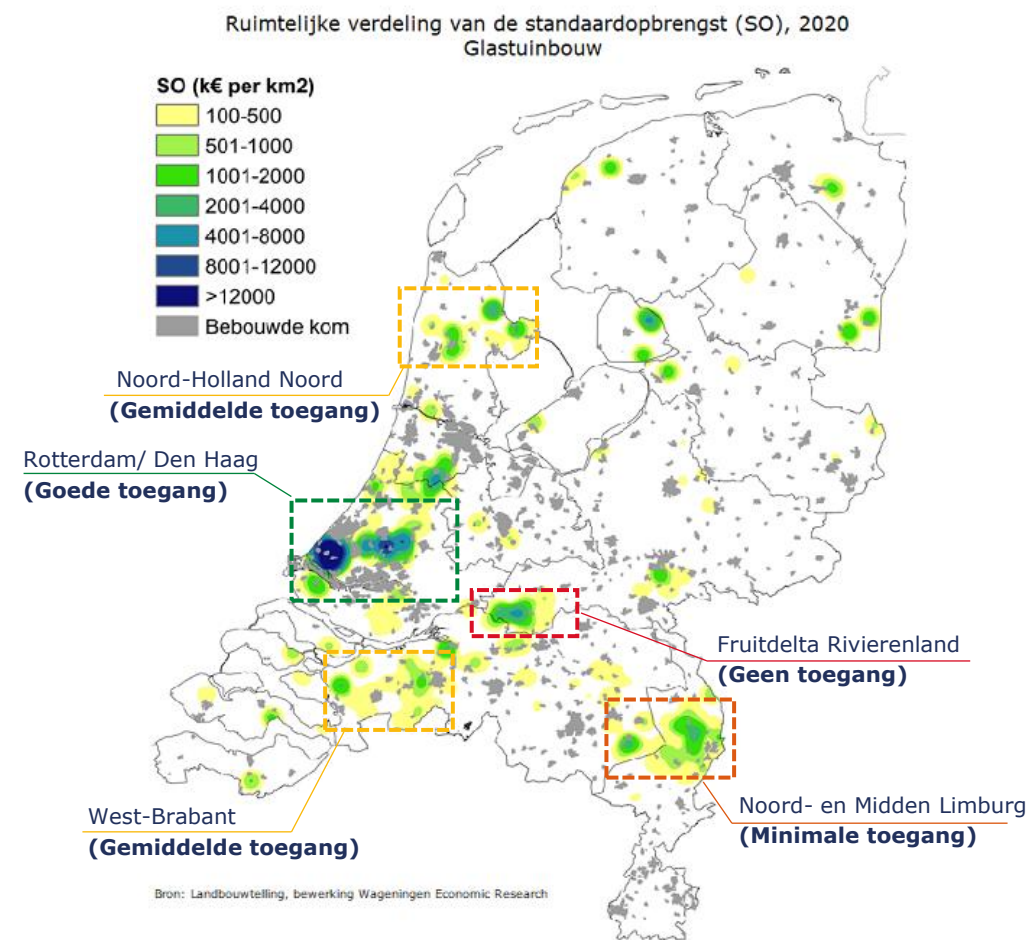 Ruimtelijke verdeling van de standaardopbrengst (SO), 2020
Glastuinbouw
SO (k€ per km2)
100-500
501-1000
1001-2000
2001-4000
4001-8000
8001-12000
>12000
Bebouwde kom
Noord-Holland Noord
(Gemiddelde toegang)
Rotterdam/ Den Haag
(Goede toegang)
Fruitdelta Rivierenland
(Geen toegang)
West-Brabant
(Gemiddelde toegang)
Noord- en Midden Limburg
(Minimale toegang)
Bron: Landbouwtelling, bewerking Wageningen Economic Research